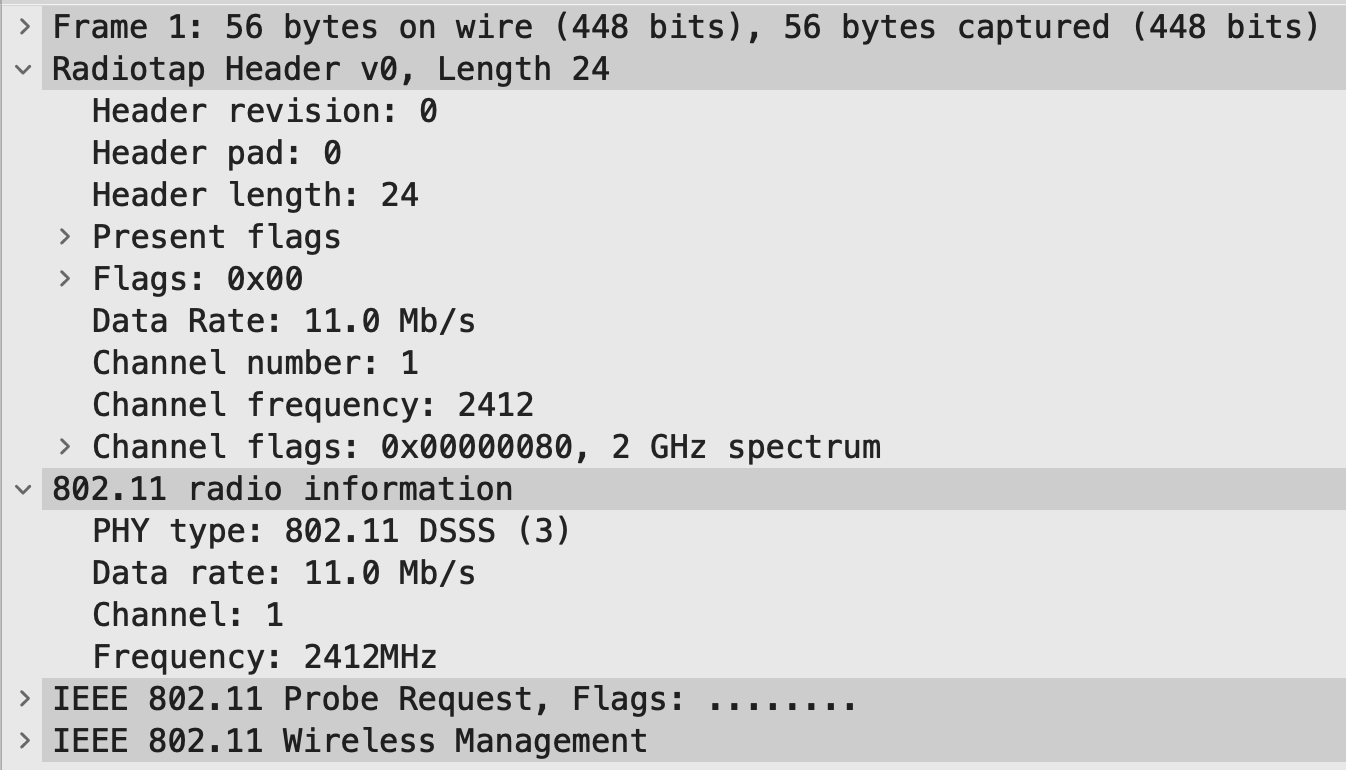 Frame 1: 56 bytes on wire (448 bits), 56 bytes captured (448 bits)
Radiotap Header v0, Length 24
Header revision: 0
Header pad: 0
Header length: 24
Present flags
Flags: 0x00
Data Rate: 11.0 Mb/s
Channel number: 1
Channel frequency: 2412
Channel flags: 0x00000080, 2 GHz spectrum
802.11 radio information
PHY type: 802.11 DSSS (3)
Data rate: 11.0 Mb/s
Channel: 1
Frequency: 2412MHz
IEEE 802.11 Probe Request, Flags: ........
IEEE 802.11 Wireless Management